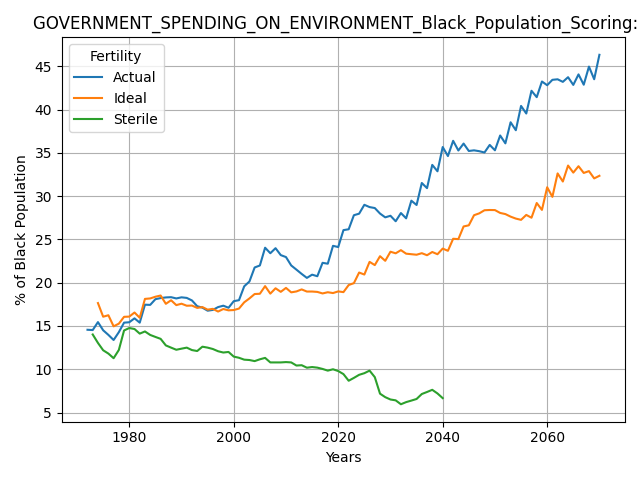 GOVERNMENT_SPENDING_ON_ENVIRONMENT_Black_Population_Scoring:
Fertility
Actual
Ideal
Sterile
% of Black Population
45
40
35
30
25
20
15
10
5
1980 2000 2020 2040 2060
Years